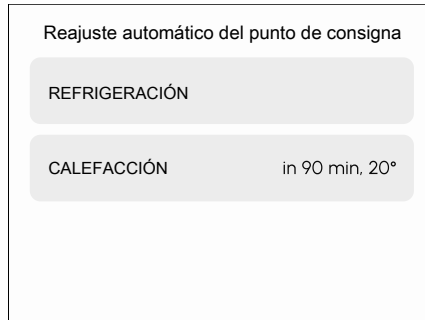 Reajuste automático del punto de consigna
REFRIGERACIÓN
CALEFACCIÓN in 90 min, 20°